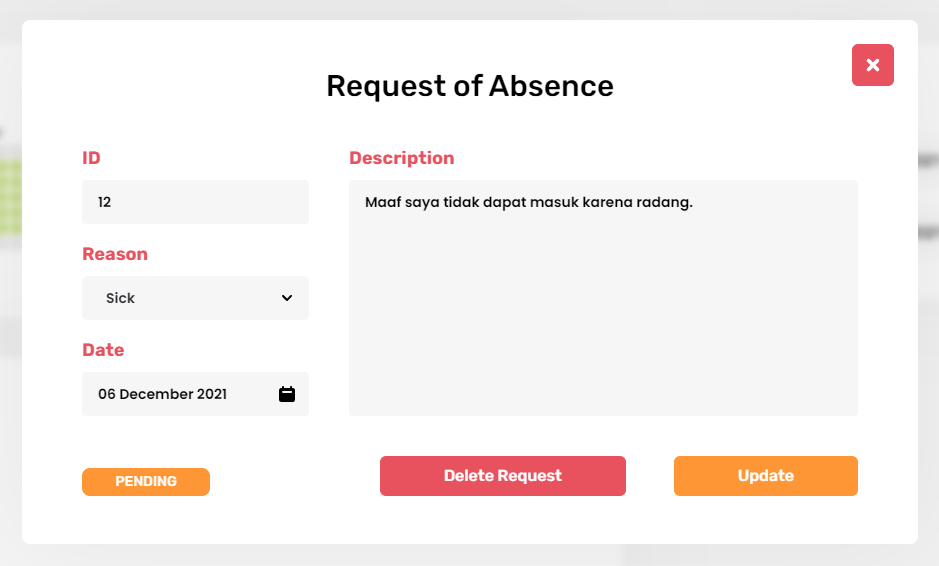 Request of Absence
ID
12
Reason
Sick
Date
06 December 2021
Description
Maaf saya tidak dapat masuk karena radang.
PENDING
Delete Request
Update